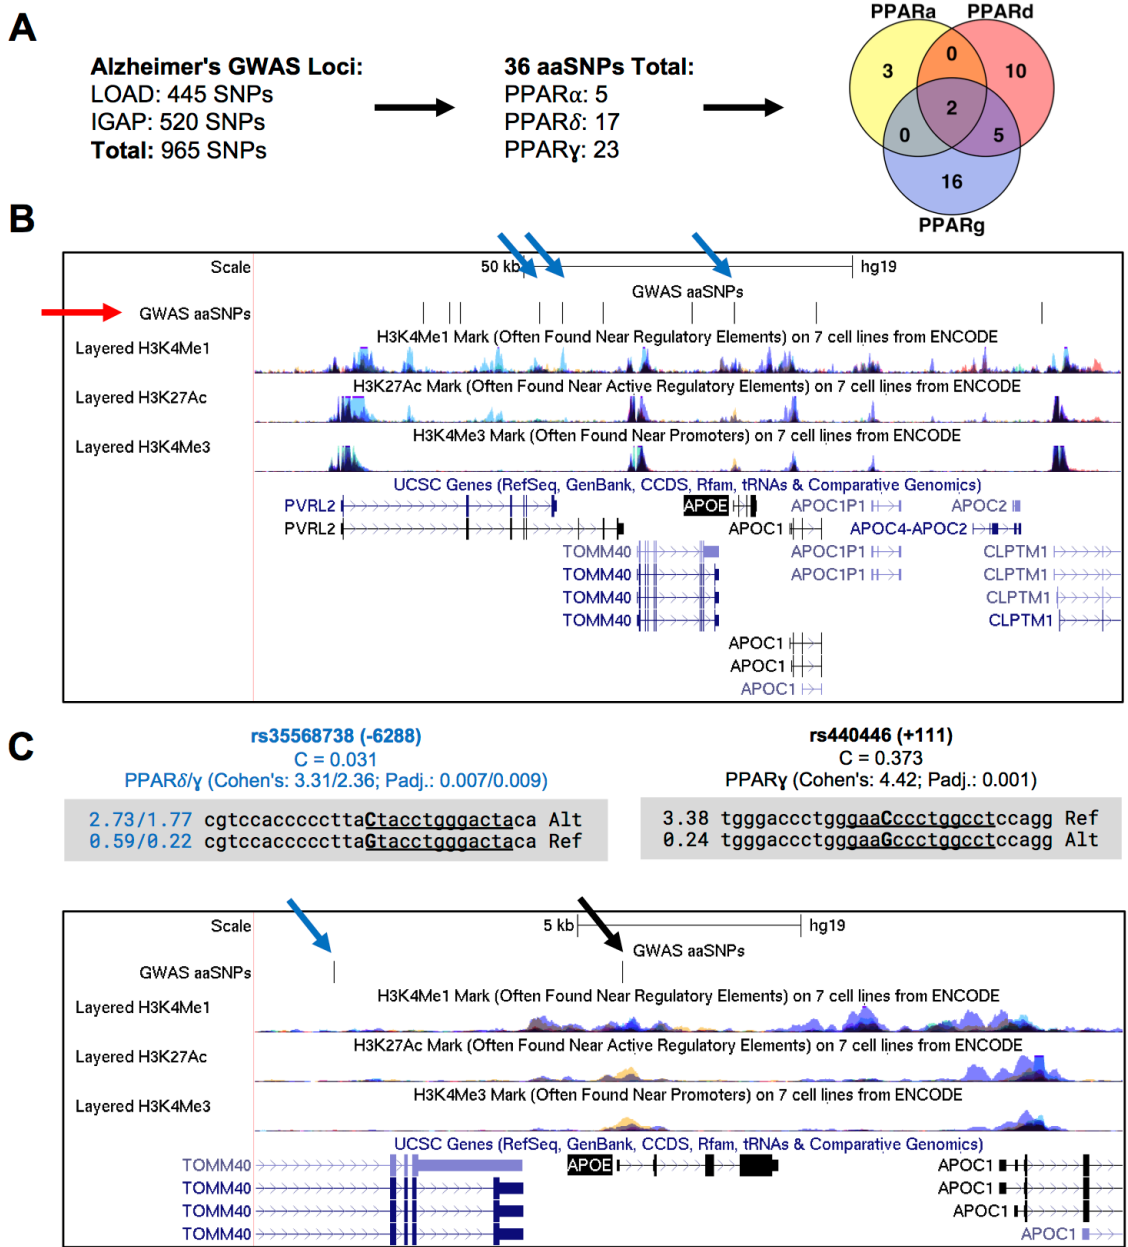 A
Alzheimer's GWAS Loci:
LOAD: 445 SNPs
IGAP: 520 SNPs
Total: 965 SNPs
36 aaSNPs Total:
PPARα: 5
PPARδ: 17
PPARɣ: 23
PPARa PPARd
0
3 10
2
0 5
16
PPARg
B
Scale 50 kb hg19
GWAS aaSNPs
GWAS aaSNPs
H3K4Me1 Mark (Often Found Near Regulatory Elements) on 7 cell lines from ENCODE
Layered H3K4Me1
H3K27Ac Mark (Often Found Near Active Regulatory Elements) on 7 cell lines from ENCODE
Layered H3K27Ac
H3K4Me3 Mark (Often Found Near Promoters) on 7 cell lines from ENCODE
Layered H3K4Me3
UCSC Genes (RefSeq, GenBank, CCDS, Rfam, tRNAs & Comparative Genomics)
PVRL2 APOE APOC1P1 APOC2
PVRL2 APOC1 APOC4-APOC2
TOMM40 APOC1P1 CLPTM1
TOMM40 APOC1P1 CLPTM1
TOMM40 CLPTM1
TOMM40 CLPTM1
APOC1
APOC1
APOC1
C
rs35568738 (-6288)
C = 0.031
PPARδ/ɣ (Cohen's: 3.31/2.36; Padj.: 0.007/0.009)
2.73/1.77 cgtccacccccttaCtacctgggactaca Alt
0.59/0.22 cgtccacccccttaGtacctgggactaca Ref
rs440446 (+111)
C = 0.373
PPARɣ (Cohen's: 4.42; Padj.: 0.001)
3.38 tgggaccctgggaaCccctggcctccagg Ref
0.24 tgggaccctgggaaGccctggcctccagg Alt
Scale 5 kb hg19
GWAS aaSNPs
GWAS aaSNPs
H3K4Me1 Mark (Often Found Near Regulatory Elements) on 7 cell lines from ENCODE
Layered H3K4Me1
H3K27Ac Mark (Often Found Near Active Regulatory Elements) on 7 cell lines from ENCODE
Layered H3K27Ac
H3K4Me3 Mark (Often Found Near Promoters) on 7 cell lines from ENCODE
Layered H3K4Me3
UCSC Genes (RefSeq, GenBank, CCDS, Rfam, tRNAs & Comparative Genomics)
TOMM40 APOE APOC1
TOMM40 APOC1
TOMM40 APOC1
TOMM40 APOC1